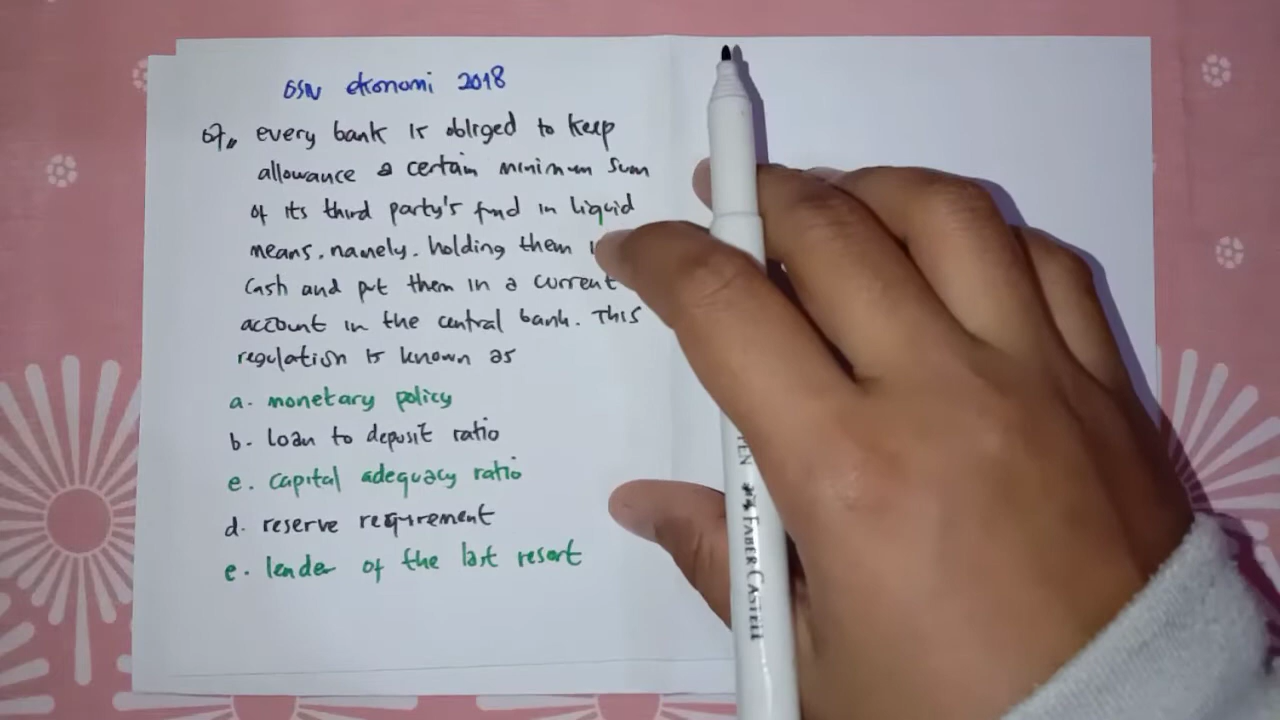 OSN ekonomi 2018
07,, every bank is obliged to keep
allowance a certain minimum sum
of its third party's fund in liquid
means, namely. holding them
cash and put them in a current
account in the central bank. This
regulation is known as
a. monetary policy
b. Loan to deposit ratio
e. capital adequacy ratio
d. reserve requirement
e. lender of the last resort
FABER CASTELL